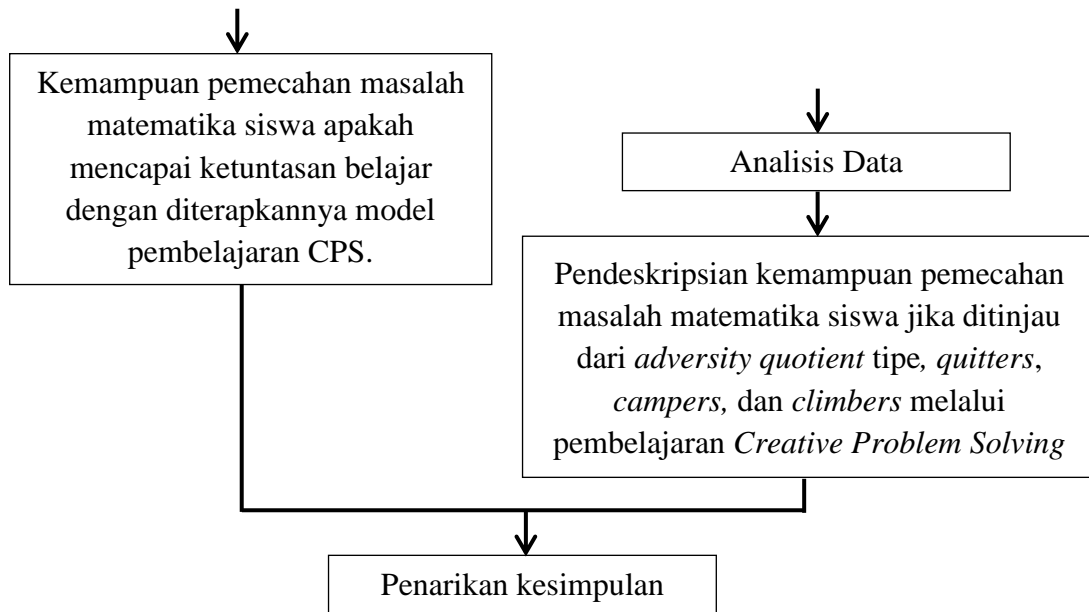 Kemampuan pemecahan masalah
matematika siswa apakah
mencapai ketuntasan belajar
dengan diterapkannya model
pembelajaran CPS.
Analisis Data
Pendeskripsian kemampuan pemecahan
masalah matematika siswa jika ditinjau
dari adversity quotient tipe, quitters,
campers, dan climbers melalui
pembelajaran Creative Problem Solving
Penarikan kesimpulan